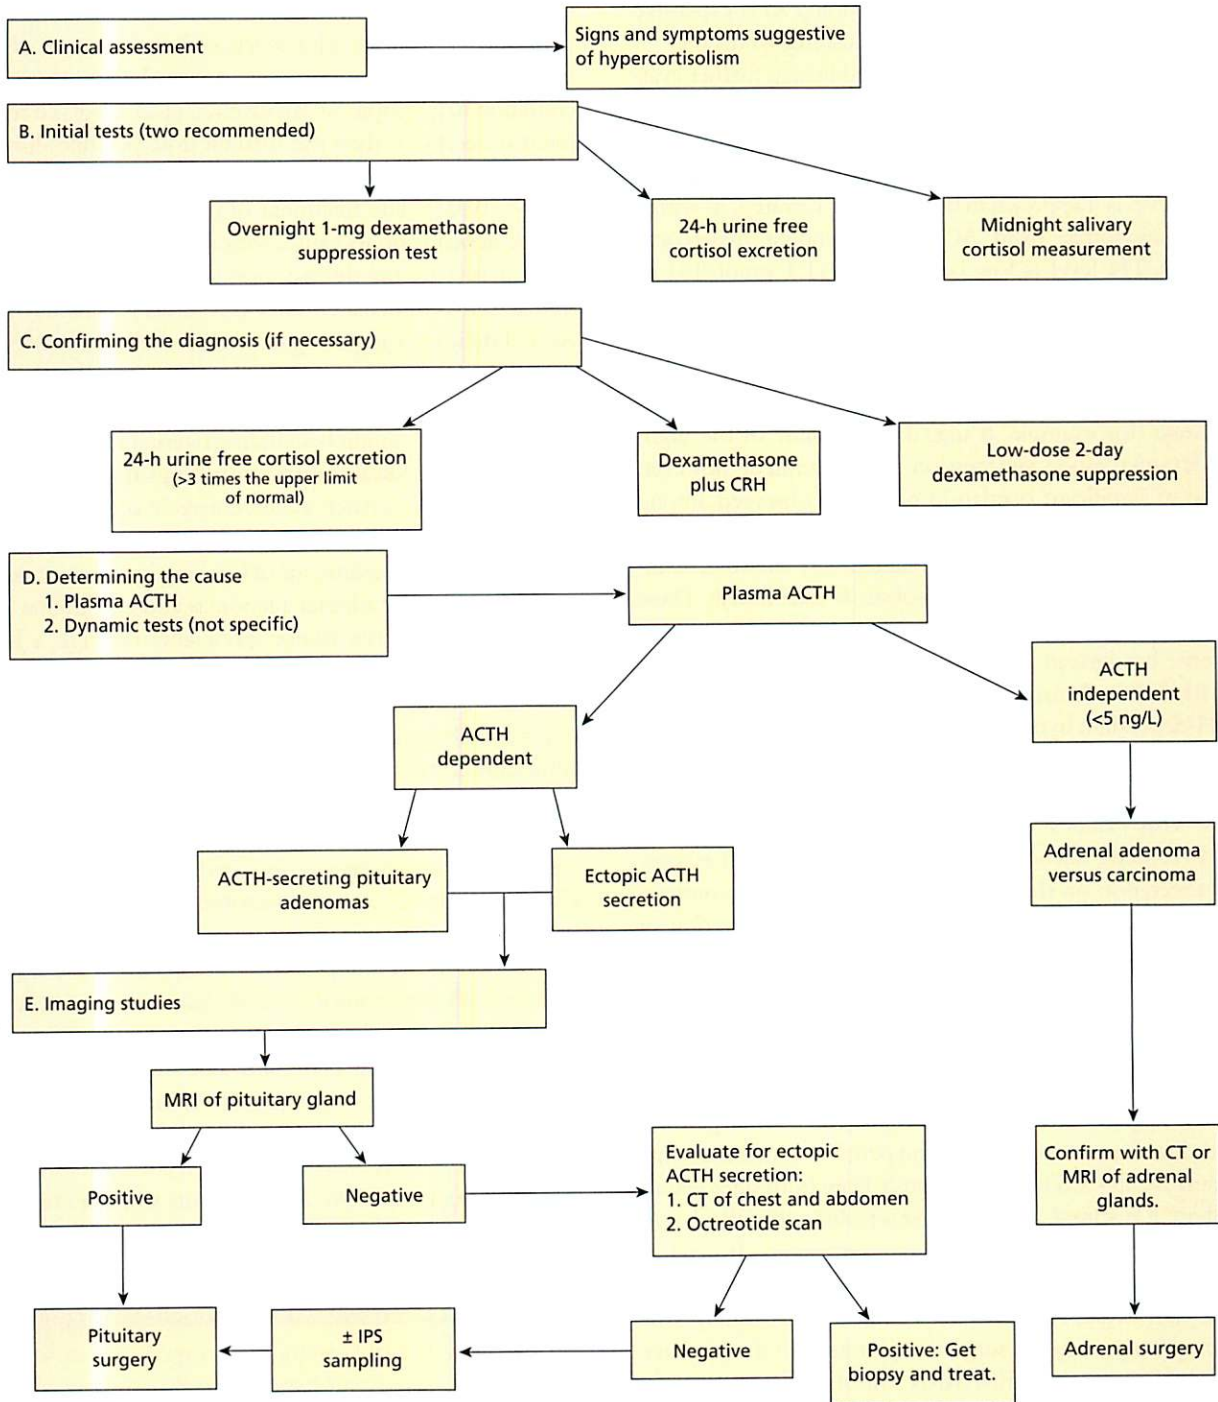 A. Clinical assessment
Signs and symptoms suggestive
of hypercortisolism
B. Initial tests (two recommended)
Overnight 1-mg dexamethasone
suppression test
24-h urine free
cortisol excretion
Midnight salivary
cortisol measurement
C. Confirming the diagnosis (if necessary)
24-h urine free cortisol excretion
(>3 times the upper limit
of normal)
Dexamethasone
plus CRH
Low-dose 2-day
dexamethasone suppression
D. Determining the cause
1. Plasma ACTH
2. Dynamic tests (not specific)
Plasma ACTH
ACTH
independent
(<5 ng/L)
ACTH
dependent
Adrenal adenoma
versus carcinoma
ACTH-secreting pituitary
adenomas
Ectopic ACTH
secretion
E. Imaging studies
MRI of pituitary gland
Positive
Negative
Evaluate for ectopic
ACTH secretion:
1. CT of chest and abdomen
2. Octreotide scan
Confirm with CT or
MRI of adrenal
glands.
Pituitary
surgery
± IPS
sampling
Negative
Positive: Get
biopsy and treat.
Adrenal surgery